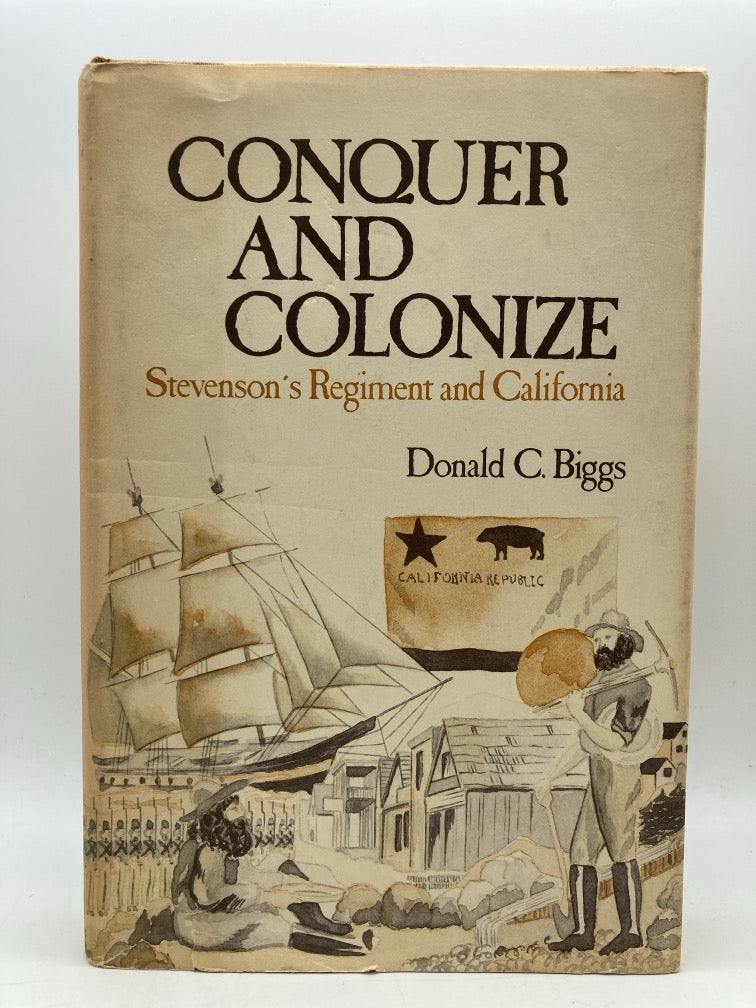 CONQUER
AND
COLONIZE
Stevenson's Regiment and California
Donald C. Biggs
CALIFORNIA REPUBLIC